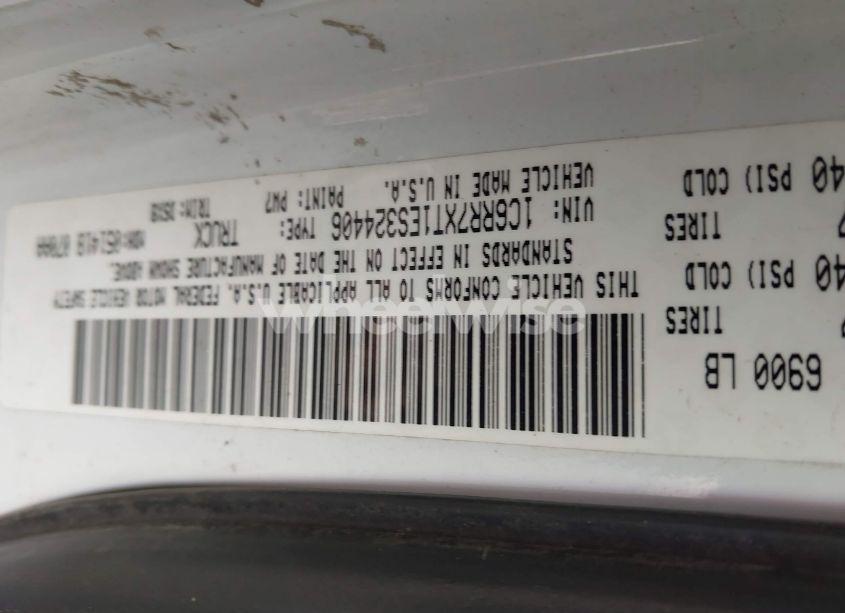 6900 LB
TIRES
40 PSI) COLD
TIRES
40 PSI) COLD
THIS VEHICLE CONFORMS TO ALL APPLICABLE U.S.A. FEDERAL MOTOR VEHICLE SAFETY
STANDARDS IN EFFECT ON THE DATE OF MANUFACTURE SHOWN ABOVE.
VIN: 1C6RR7XT1ES324406 TYPE: TRUCK
VEHICLE MADE IN U.S.A. PAINT: PW7 TRIM:
wheelwise